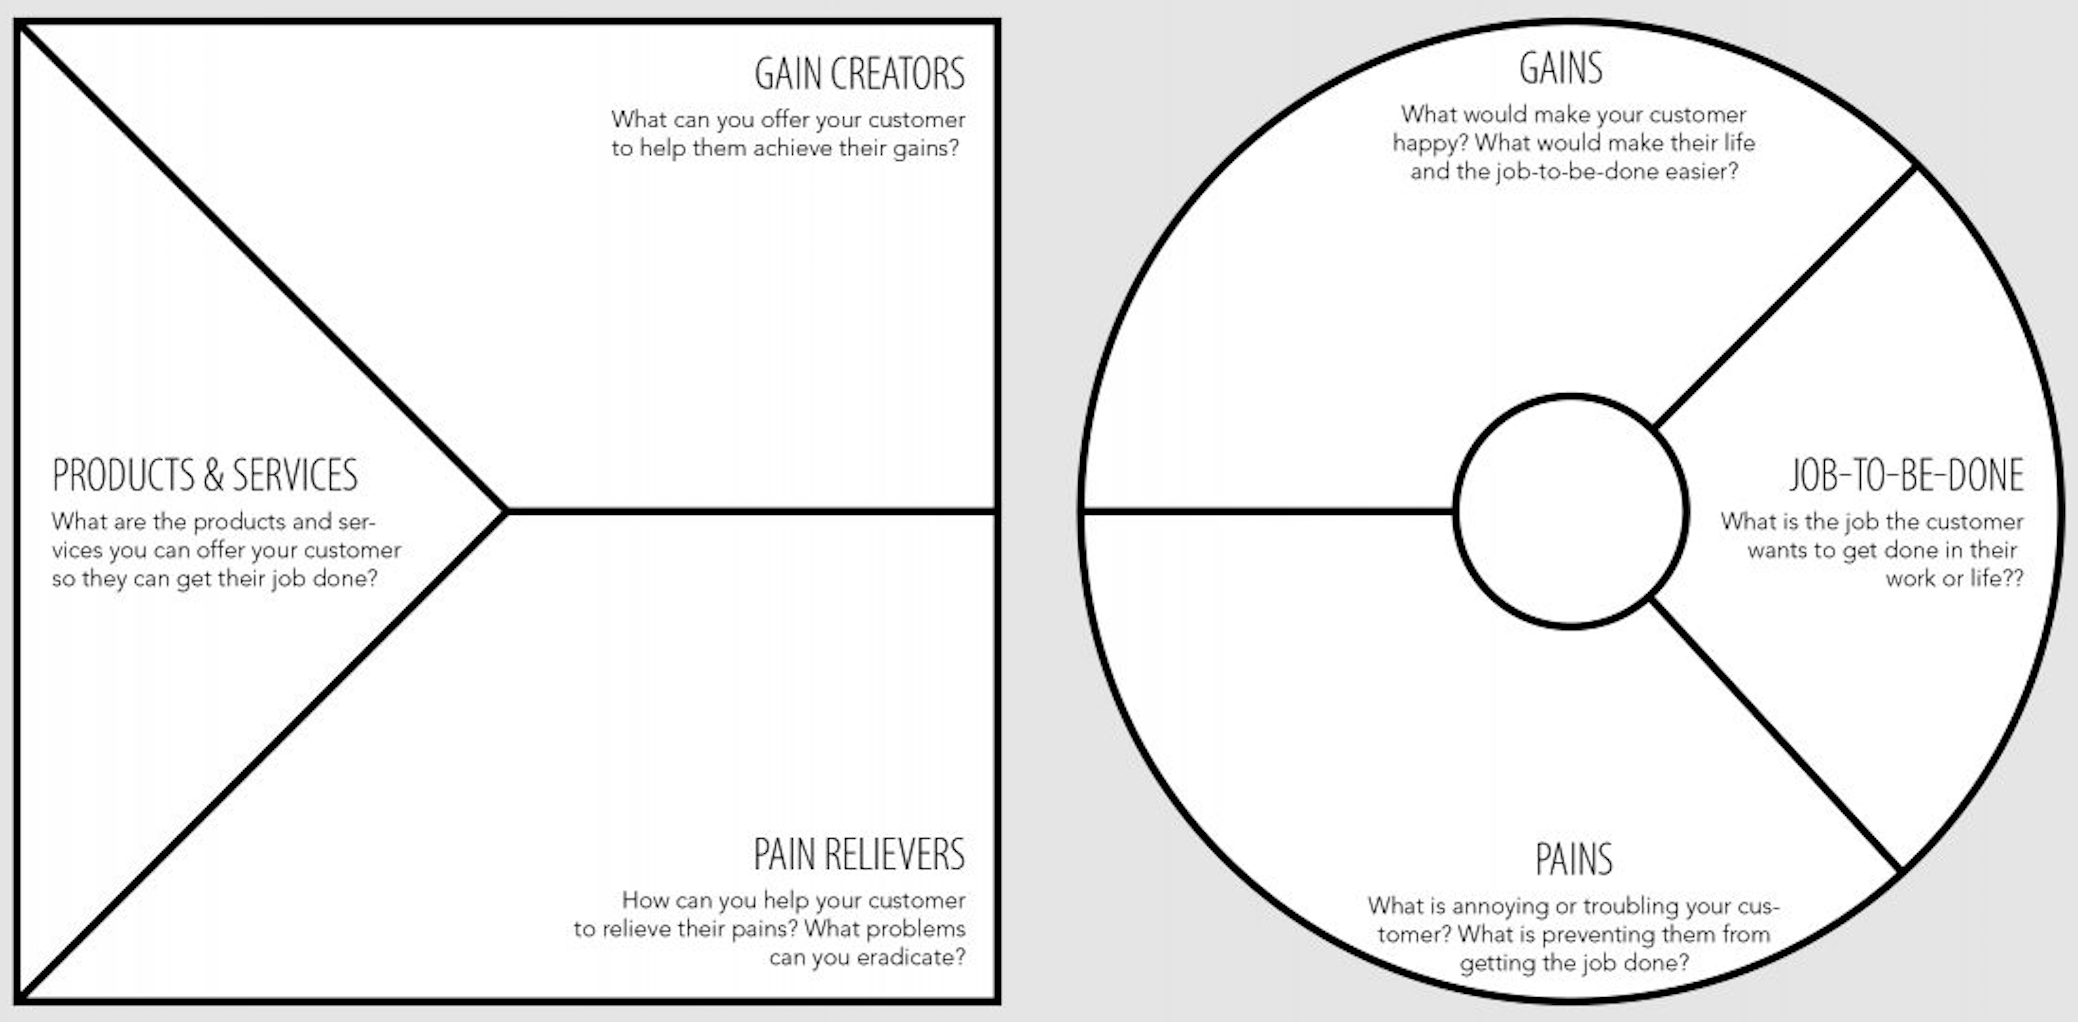 GAIN CREATORS
What can you offer your customer
to help them achieve their gains?
PRODUCTS & SERVICES
What are the products and ser-
vices you can offer your customer
so they can get their job done?
PAIN RELIEVERS
How can you help your customer
to relieve their pains? What problems
can you eradicate?
GAINS
What would make your customer
happy? What would make their life
and the job-to-be-done easier?
JOB-TO-BE-DONE
What is the job the customer
wants to get done in their
work or life??
PAINS
What is annoying or troubling your cus-
tomer? What is preventing them from
getting the job done?